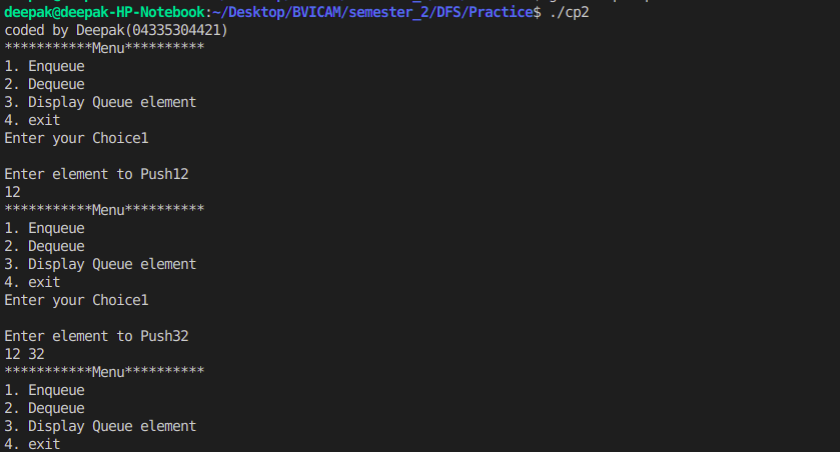 deepak@deepak-HP-Notebook:~/Desktop/BVICAM/semester_2/DFS/Practice$ ./cp2
coded by Deepak(04335304421)
***********Menu**********
1. Enqueue
2. Dequeue
3. Display Queue element
4. exit
Enter your Choice1
Enter element to Push12
12
***********Menu**********
1. Enqueue
2. Dequeue
3. Display Queue element
4. exit
Enter your Choice1
Enter element to Push32
12 32
***********Menu**********
1. Enqueue
2. Dequeue
3. Display Queue element
4. exit